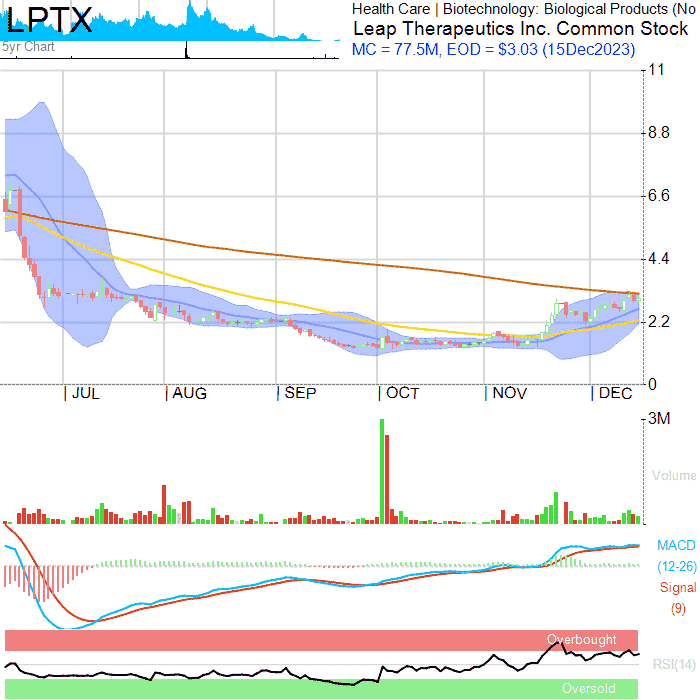 LPTX
5yr Chart
Health Care | Biotechnology: Biological Products (No
Leap Therapeutics Inc. Common Stock
MC = 77.5M, EOD = $3.03 (15Dec2023)
11
8.8
6.6
4.4
2.2
0
| JUL | AUG | SEP | OCT | NOV | DEC
3M
Volume
MACD
(12-26)
Signal
(9)
Overbought
RSI(14)
Oversold